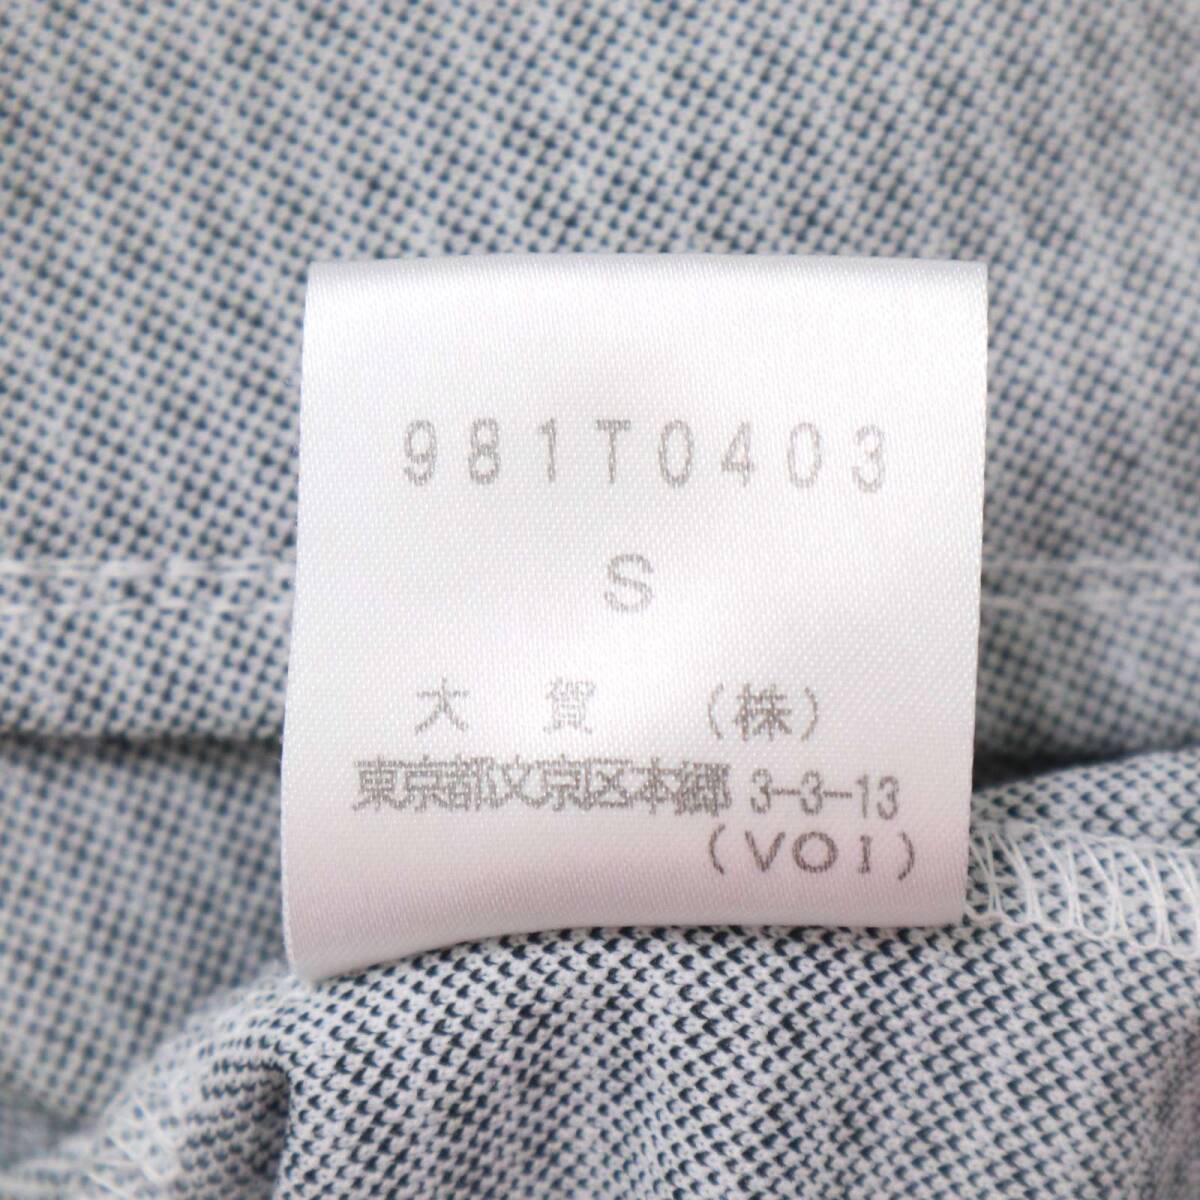 981T0403
S
大賀(株)
東京都文京区本郷 3-3-13
(VOI)